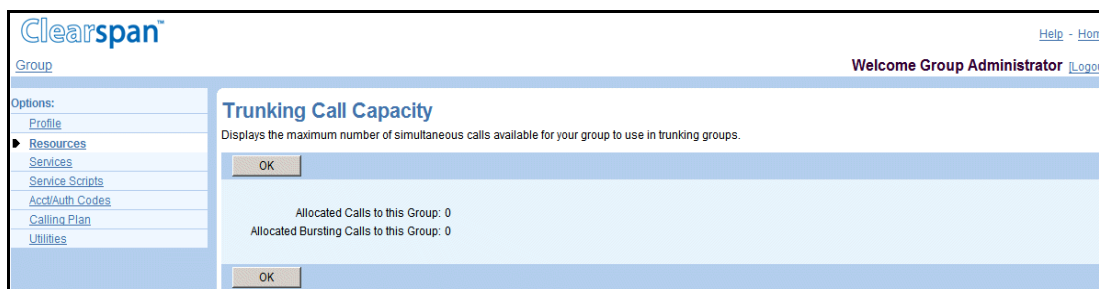 Clearspan™
Help - Hom
Group
Welcome Group Administrator [Logou
Options:
Profile
Resources
Services
Service Scripts
Acct/Auth Codes
Calling Plan
Utilities
Trunking Call Capacity
Displays the maximum number of simultaneous calls available for your group to use in trunking groups.
OK
Allocated Calls to this Group: 0
Allocated Bursting Calls to this Group: 0
OK